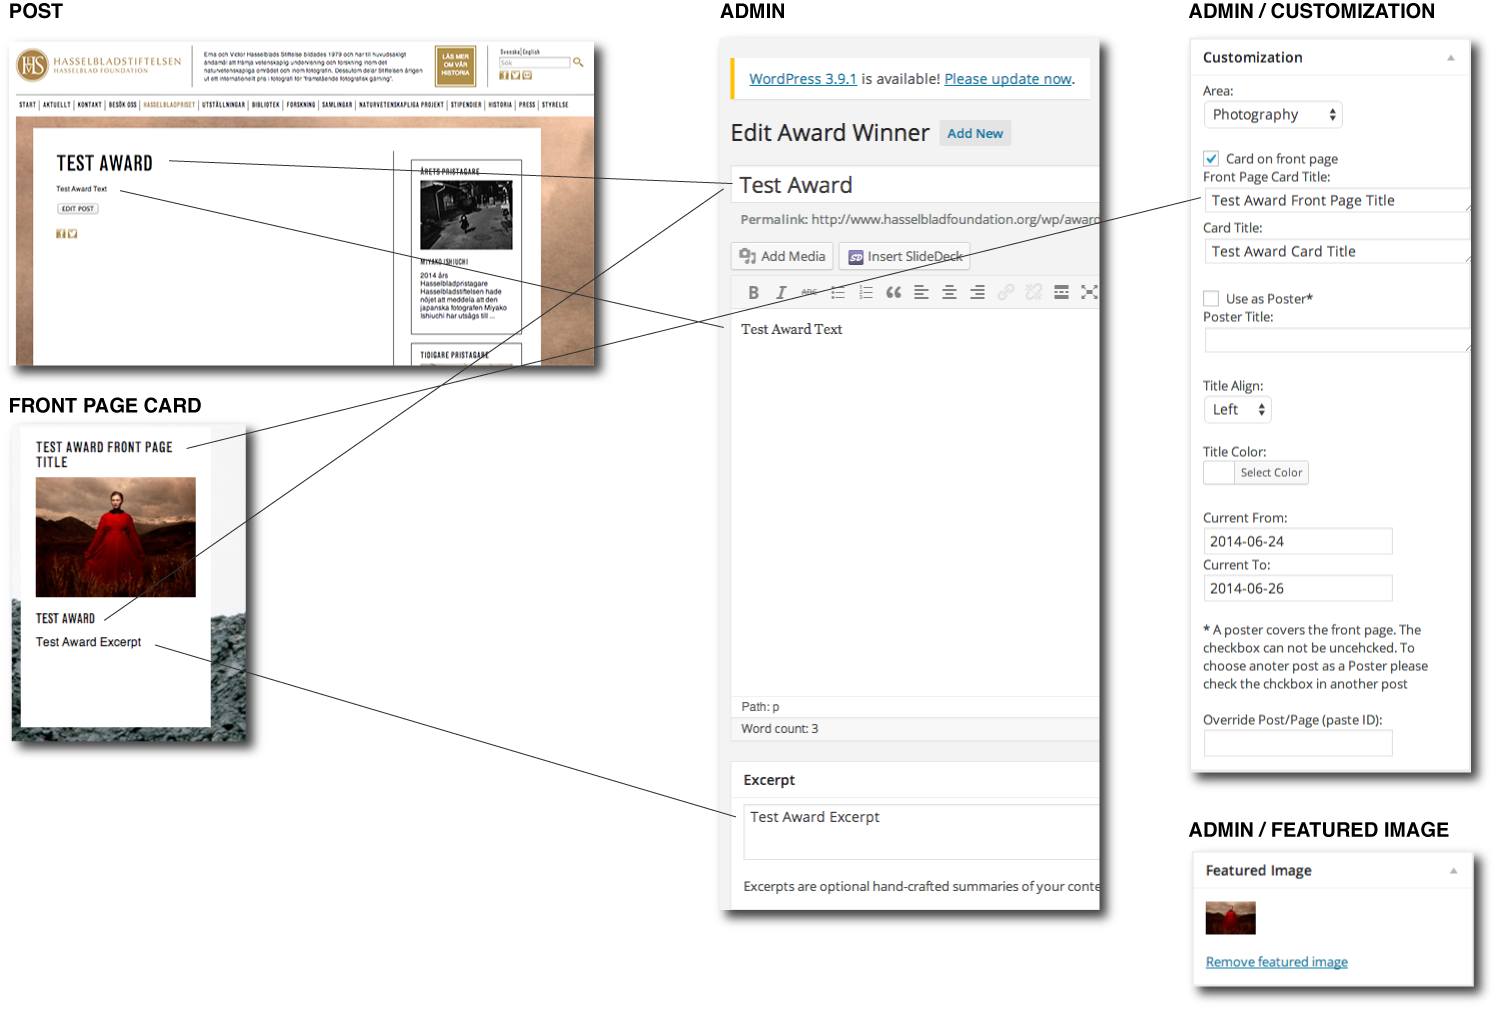 POST
HASSELBLADSTIFTELSEN
HASSELBLAD FOUNDATION
Erna och Victor Hasselblads Stiftelse bildades 1979 och har till huvudsakligt
ändamål att främja vetenskaplig undervisning och forskning inom det
naturvetenskapliga området och inom fotografin. Dessutom delar Stiftelsen årligen
ut ett internationellt pris i fotografi för "framstående fotografisk gärning".
LÄS MER
OM VÅR
HISTORIA
Svenska|English
Sök
START | AKTUELLT | KONTAKT | BESÖK OSS | HASSELBLADPRISET | UTSTÄLLNINGAR | BIBLIOTEK | FORSKNING | SAMLINGAR | NATURVETENSKAPLIGA PROJEKT | STIPENDIER | HISTORIA | PRESS | STYRELSE
TEST AWARD
Test Award Text
EDIT POST
ÅRETS PRISTAGARE
MIYAKO ISHIUCHI
2014 års
Hasselbladpristagare
Hasselbladstiftelsen hade
nöjet att meddela att den
japanska fotografen Miyako
Ishiuchi har utsågs till ...
TIDIGARE PRISTAGARE
FRONT PAGE CARD
TEST AWARD FRONT PAGE
TITLE
TEST AWARD
Test Award Excerpt
ADMIN
WordPress 3.9.1 is available! Please update now.
Edit Award Winner
Add New
Test Award
Permalink: http://www.hasselbladfoundation.org/wp/award
Add Media
SD Insert SlideDeck
B I ABC
Test Award Text
Path: p
Word count: 3
Excerpt
Test Award Excerpt
Excerpts are optional hand-crafted summaries of your conte
ADMIN / CUSTOMIZATION
Customization
Area:
Photography
Card on front page
Front Page Card Title:
Test Award Front Page Title
Card Title:
Test Award Card Title
Use as Poster*
Poster Title:
Title Align:
Left
Title Color:
Select Color
Current From:
2014-06-24
Current To:
2014-06-26
* A poster covers the front page. The
checkbox can not be uncehcked. To
choose anoter post as a Poster please
check the chckbox in another post
Override Post/Page (paste ID):
ADMIN / FEATURED IMAGE
Featured Image
Remove featured image